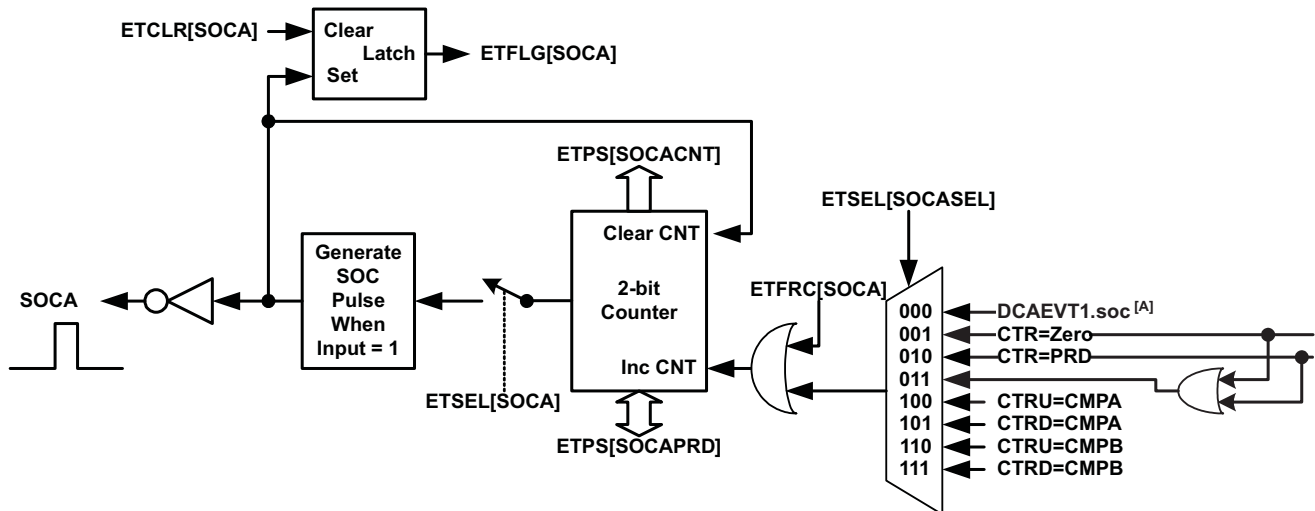 ETCLR[SOCA]
Clear
Latch
Set
ETFLG[SOCA]
ETPS[SOCACNT]
ETSEL[SOCASEL]
Clear CNT
2-bit
Counter
Inc CNT
Generate
SOC
Pulse
When
Input = 1
SOCA
ETSEL[SOCA]
ETPS[SOCAPRD]
ETFRC[SOCA]
000 DCAEVT1.soc [A]
001 CTR=Zero
010 CTR=PRD
011
100 CTRU=CMPA
101 CTRD=CMPA
110 CTRU=CMPB
111 CTRD=CMPB